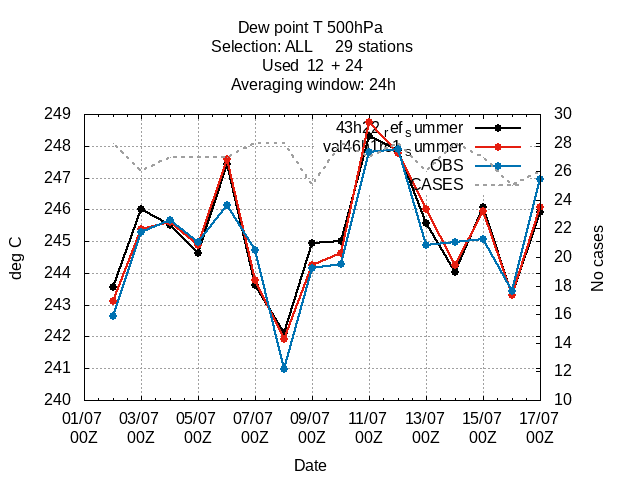 Dew point T 500hPa
Selection: ALL 29 stations
Used 12 + 24
Averaging window: 24h
249 30
248 28
247 26
246 24
245 22
244 20
243 18
242 16
241 14
240 12
10
43h22_ref_summer
summer
OBS
CASES
deg C
No cases
01/07 03/07 05/07 07/07 09/07 11/07 13/07 15/07 17/07
00Z 00Z 00Z 00Z 00Z 00Z 00Z 00Z 00Z
Date